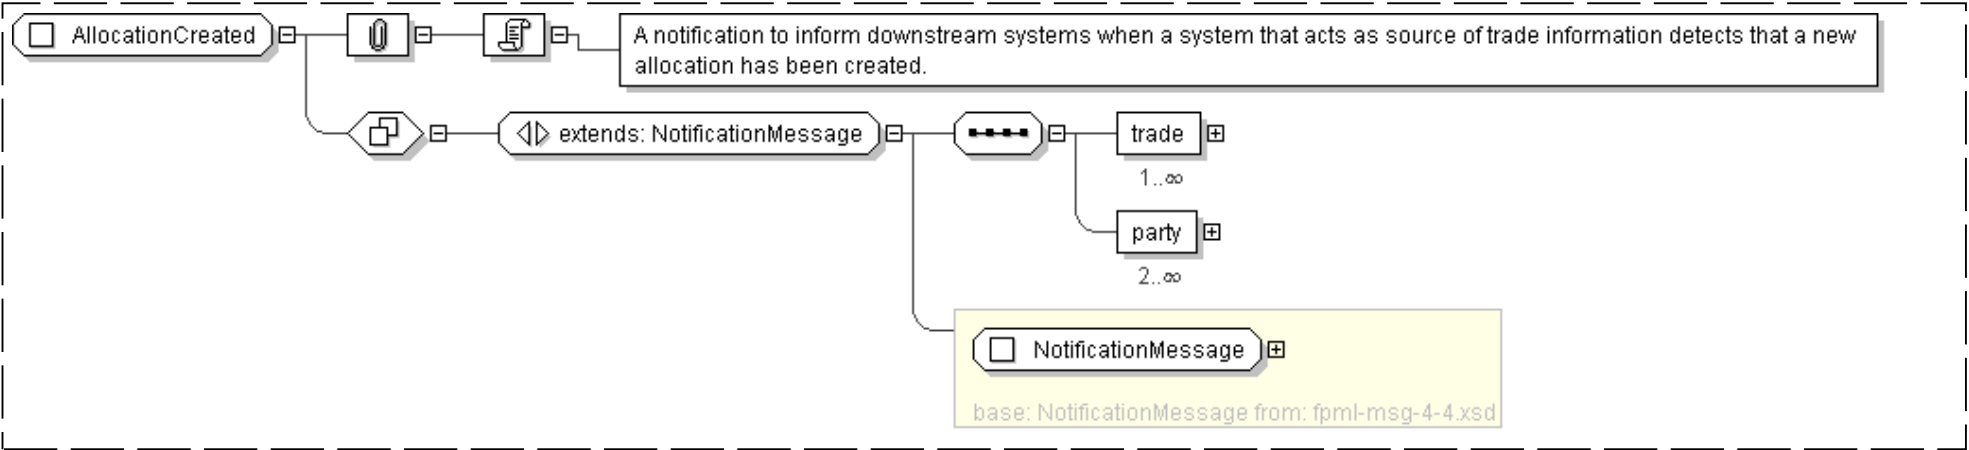 AllocationCreated
A notification to inform downstream systems when a system that acts as source of trade information detects that a new
allocation has been created.
extends: NotificationMessage
trade
1..∞
party
2..∞
NotificationMessage
base: NotificationMessage from: fpml-msg-4-4.xsd